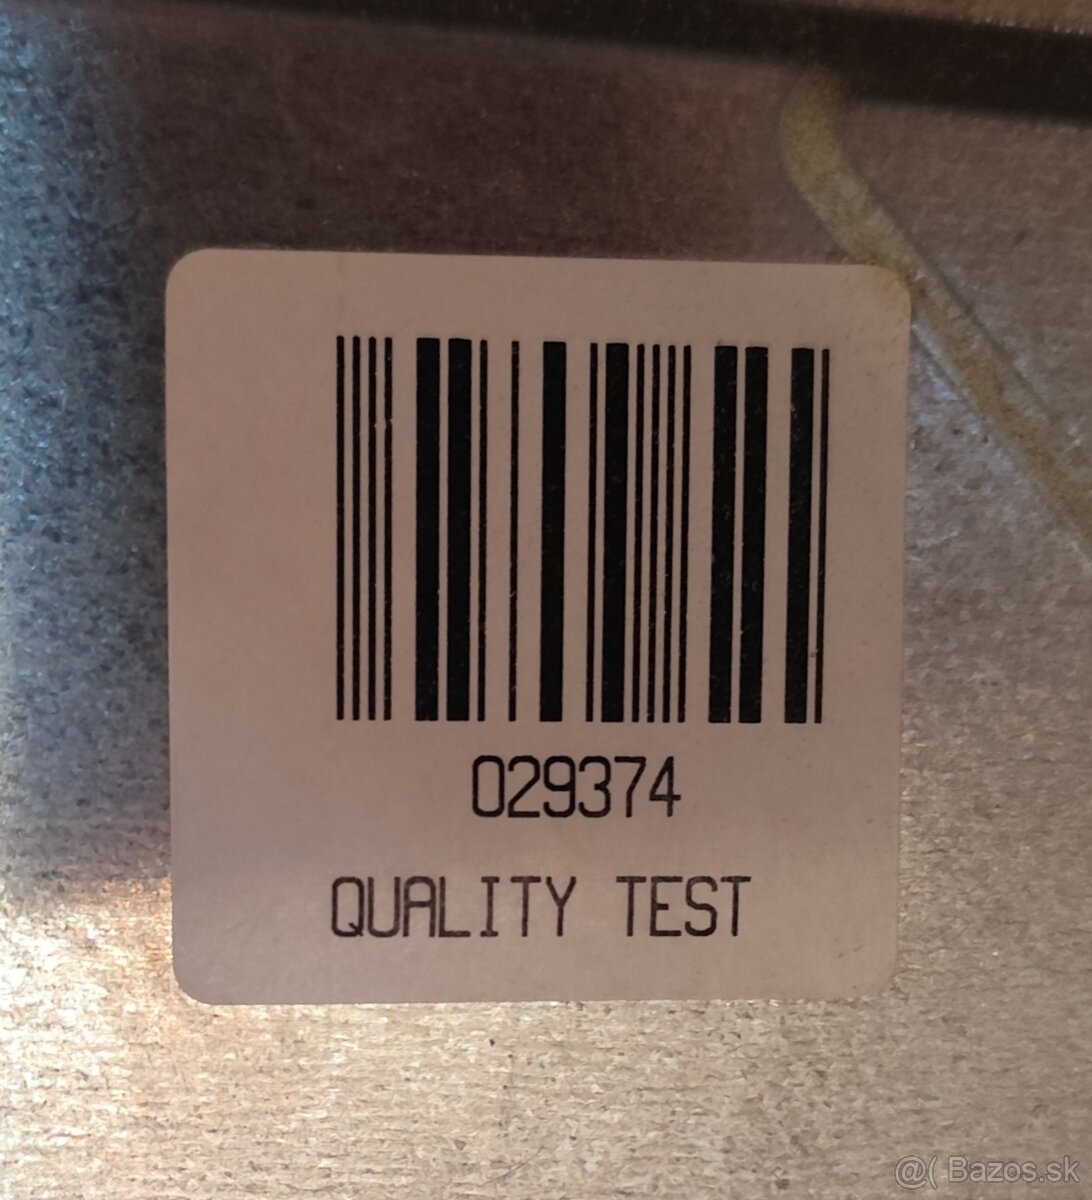 029374
QUALITY TEST
@( Bazos.sk